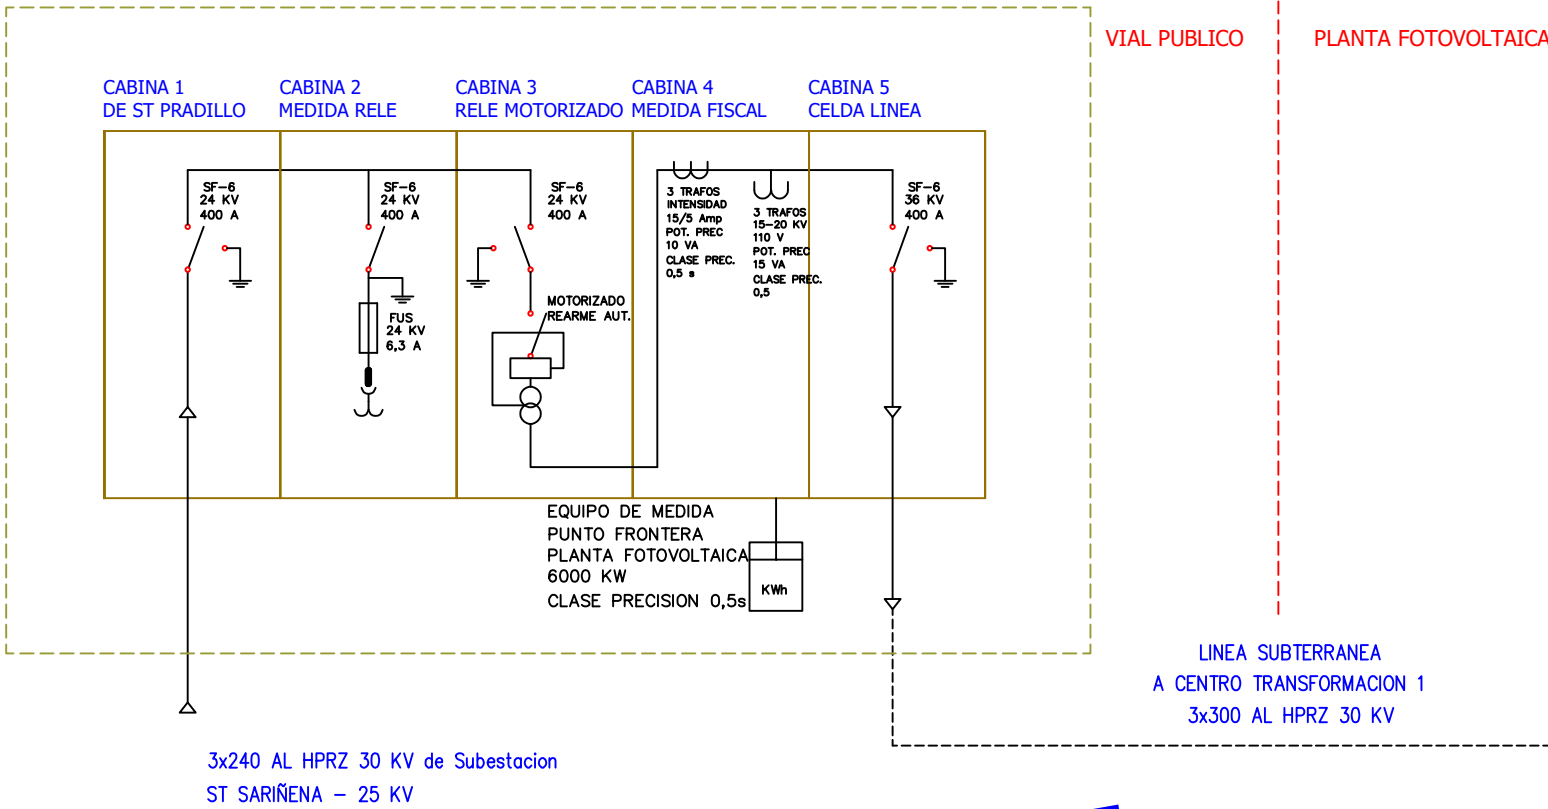 VIAL PUBLICO
PLANTA FOTOVOLTAICA
CABINA 1
DE ST PRADILLO
CABINA 2
MEDIDA RELE
CABINA 3
RELE MOTORIZADO
CABINA 4
MEDIDA FISCAL
CABINA 5
CELDA LINEA
SF-6
24 KV
400 A
SF-6
24 KV
400 A
FUS
24 KV
6,3 A
SF-6
24 KV
400 A
MOTORIZADO
REARME AUT.
3 TRAFOS
INTENSIDAD
15/5 Amp
POT. PREC
10 VA
CLASE PREC.
0,5 s
3 TRAFOS
15-20 KV
110 V
POT. PREC
15 VA
CLASE PREC.
0,5
SF-6
36 KV
400 A
EQUIPO DE MEDIDA
PUNTO FRONTERA
PLANTA FOTOVOLTAICA
6000 KW
CLASE PRECISION 0,5s
KWh
LINEA SUBTERRANEA
A CENTRO TRANSFORMACION 1
3x300 AL HPRZ 30 KV
3x240 AL HPRZ 30 KV de Subestacion
ST SARIÑENA - 25 KV